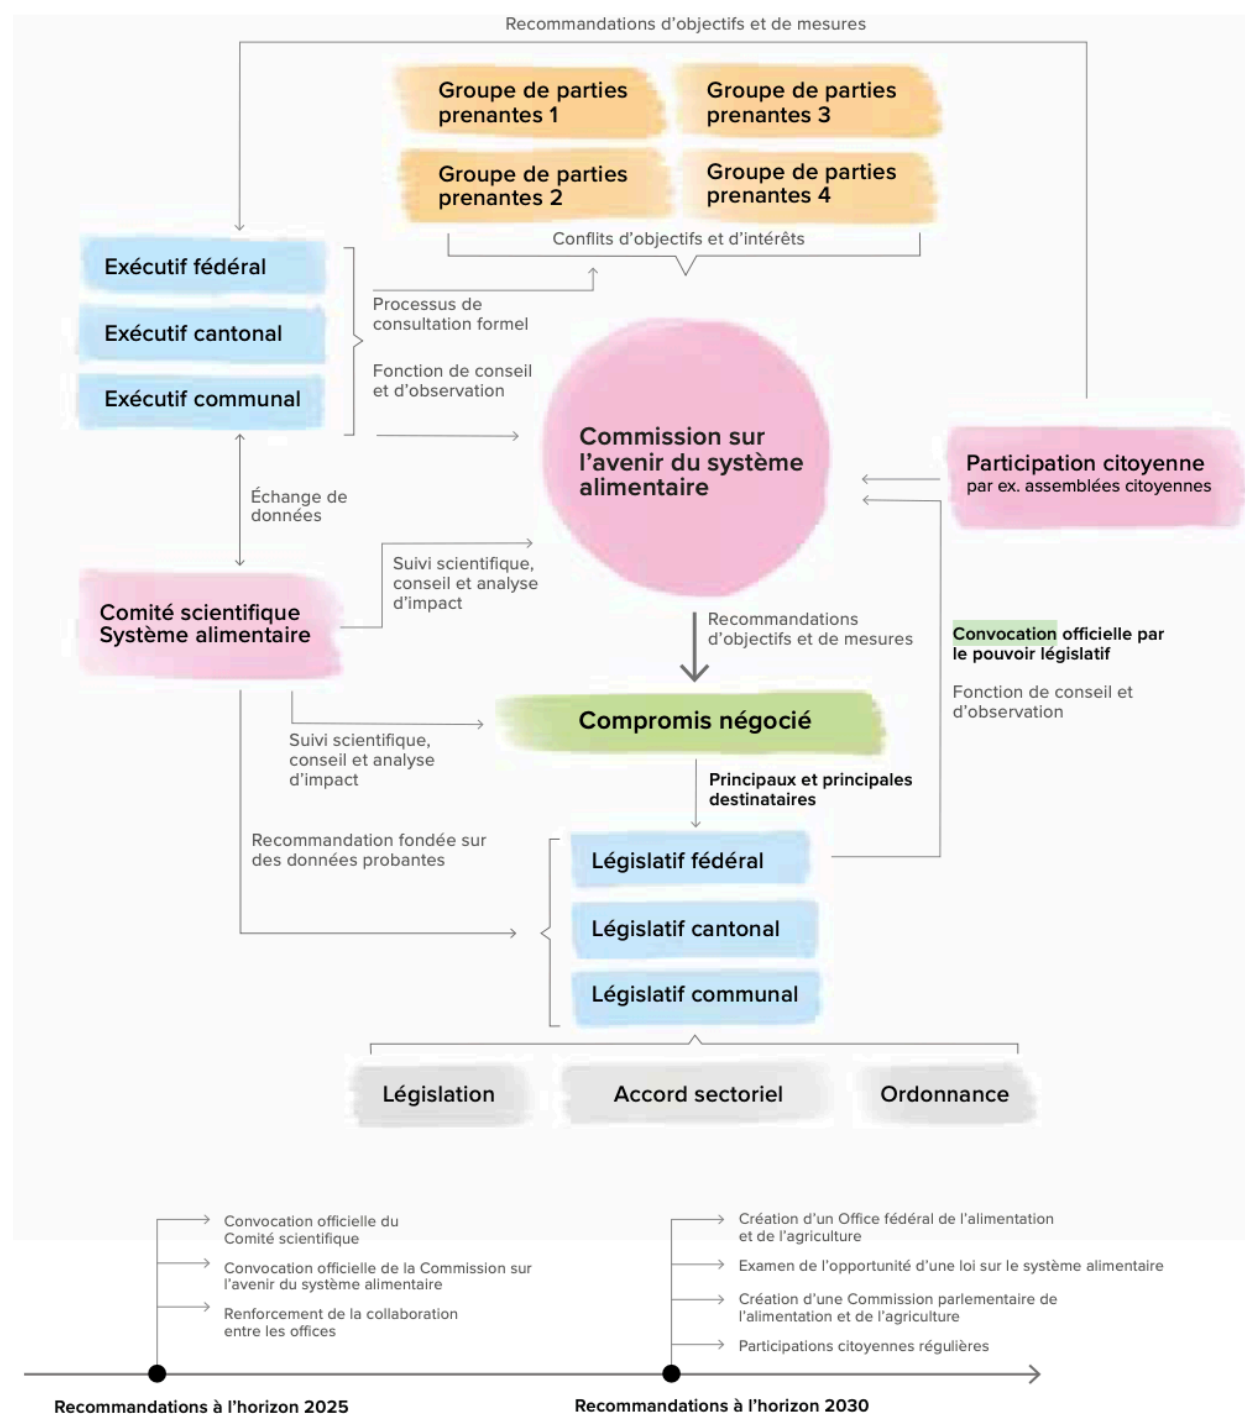 Recommandations d’objectifs et de mesures
Groupe de parties
prenantes 1
Groupe de parties
prenantes 3
Groupe de parties
prenantes 2
Groupe de parties
prenantes 4
Conflits d’objectifs et d’intérêts
Exécutif fédéral
Exécutif cantonal
Exécutif communal
Processus de
consultation formel
Fonction de conseil
et d’observation
Commission sur
l’avenir du système
alimentaire
Participation citoyenne
par ex. assemblées citoyennes
Échange de
données
Suivi scientifique,
conseil et analyse
d’impact
Comité scientifique
Système alimentaire
Recommandations
d’objectifs et de mesures
Convocation officielle par
le pouvoir législatif
Fonction de conseil et
d’observation
Compromis négocié
Suivi scientifique,
conseil et analyse
d’impact
Principaux et principales
destinataires
Recommandation fondée sur
des données probantes
Législatif fédéral
Législatif cantonal
Législatif communal
Législation
Accord sectoriel
Ordonnance
Convocation officielle du
Comité scientifique
Convocation officielle de la Commission sur
l’avenir du système alimentaire
Renforcement de la collaboration
entre les offices
Création d’un Office fédéral de l’alimentation
et de l’agriculture
Examen de l’opportunité d’une loi sur le système alimentaire
Création d’une Commission parlementaire de
l’alimentation et de l’agriculture
Participations citoyennes régulières
Recommandations à l’horizon 2025
Recommandations à l’horizon 2030